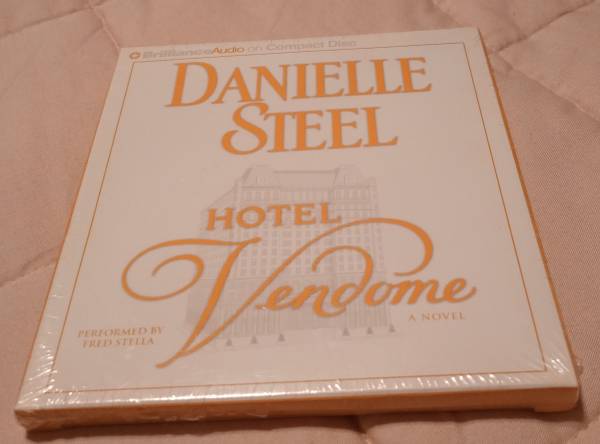 BrillianceAudio on Compact Disc
DANIELLE
STEEL
HOTEL
Vendome
A NOVEL
PERFORMED BY
FRED STELLA